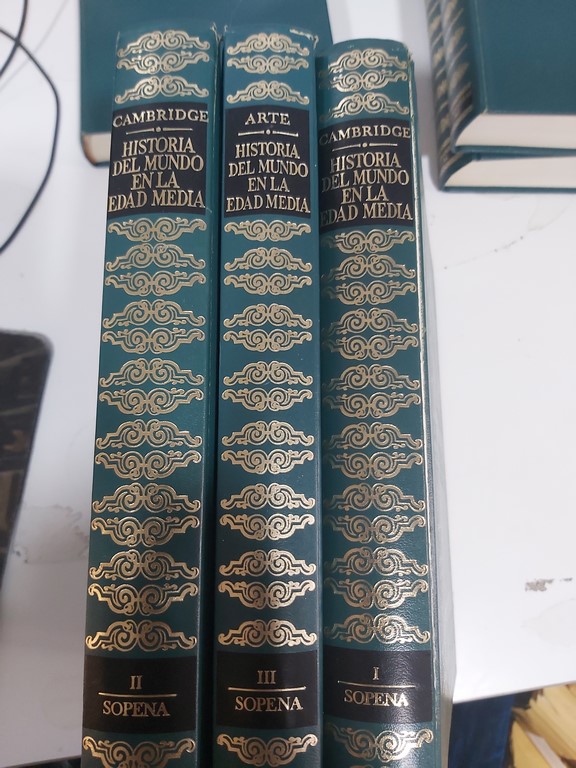 CAMBRIDGE
HISTORIA
DEL MUNDO
EN LA
EDAD MEDIA
II
SOPENA
ARTE
HISTORIA
DEL MUNDO
EN LA
EDAD MEDIA
III
SOPENA
CAMBRIDGE
HISTORIA
DEL MUNDO
EN LA
EDAD MEDIA
I
SOPENA